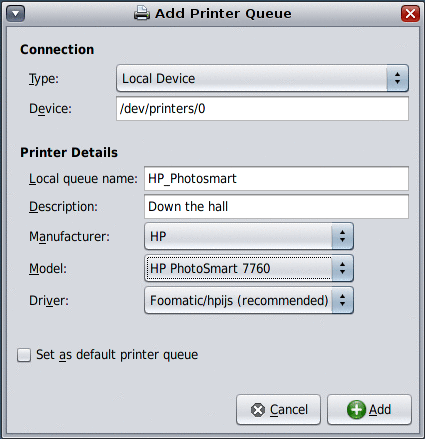 Add Printer Queue
Connection
Type: Local Device
Device: /dev/printers/0
Printer Details
Local queue name: HP_Photosmart
Description: Down the hall
Manufacturer: HP
Model: HP PhotoSmart 7760
Driver: Foomatic/hpijs (recommended)
Set as default printer queue
Cancel Add